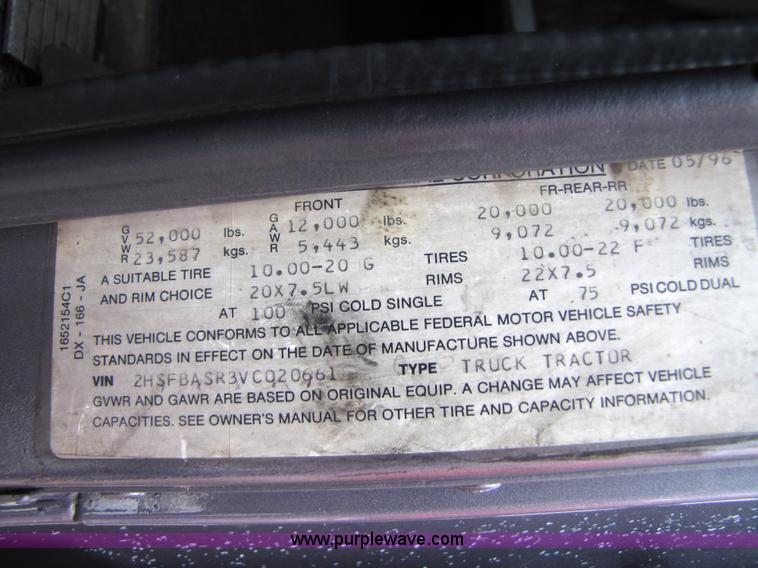 CORPORATION DATE 05/96
FRONT FR-REAR-RR
GVWR 52,000 lbs. GAWR 12,000 lbs. 20,000 20,000 lbs.
23,587 kgs. 5,443 kgs. 9,072 9,072 kgs.
A SUITABLE TIRE 10.00-20 G TIRES 10.00-22 F TIRES
AND RIM CHOICE 20X7.5LW RIMS 22X7.5 RIMS
AT 100 PSI COLD SINGLE AT 75 PSI COLD DUAL
THIS VEHICLE CONFORMS TO ALL APPLICABLE FEDERAL MOTOR VEHICLE SAFETY
STANDARDS IN EFFECT ON THE DATE OF MANUFACTURE SHOWN ABOVE.
VIN 2HSFBASR3VC020661 TYPE TRUCK TRACTOR
GVWR AND GAWR ARE BASED ON ORIGINAL EQUIP. A CHANGE MAY AFFECT VEHICLE
CAPACITIES. SEE OWNER'S MANUAL FOR OTHER TIRE AND CAPACITY INFORMATION.
1652154C1
DX - 166 - JA
www.purplewave.com